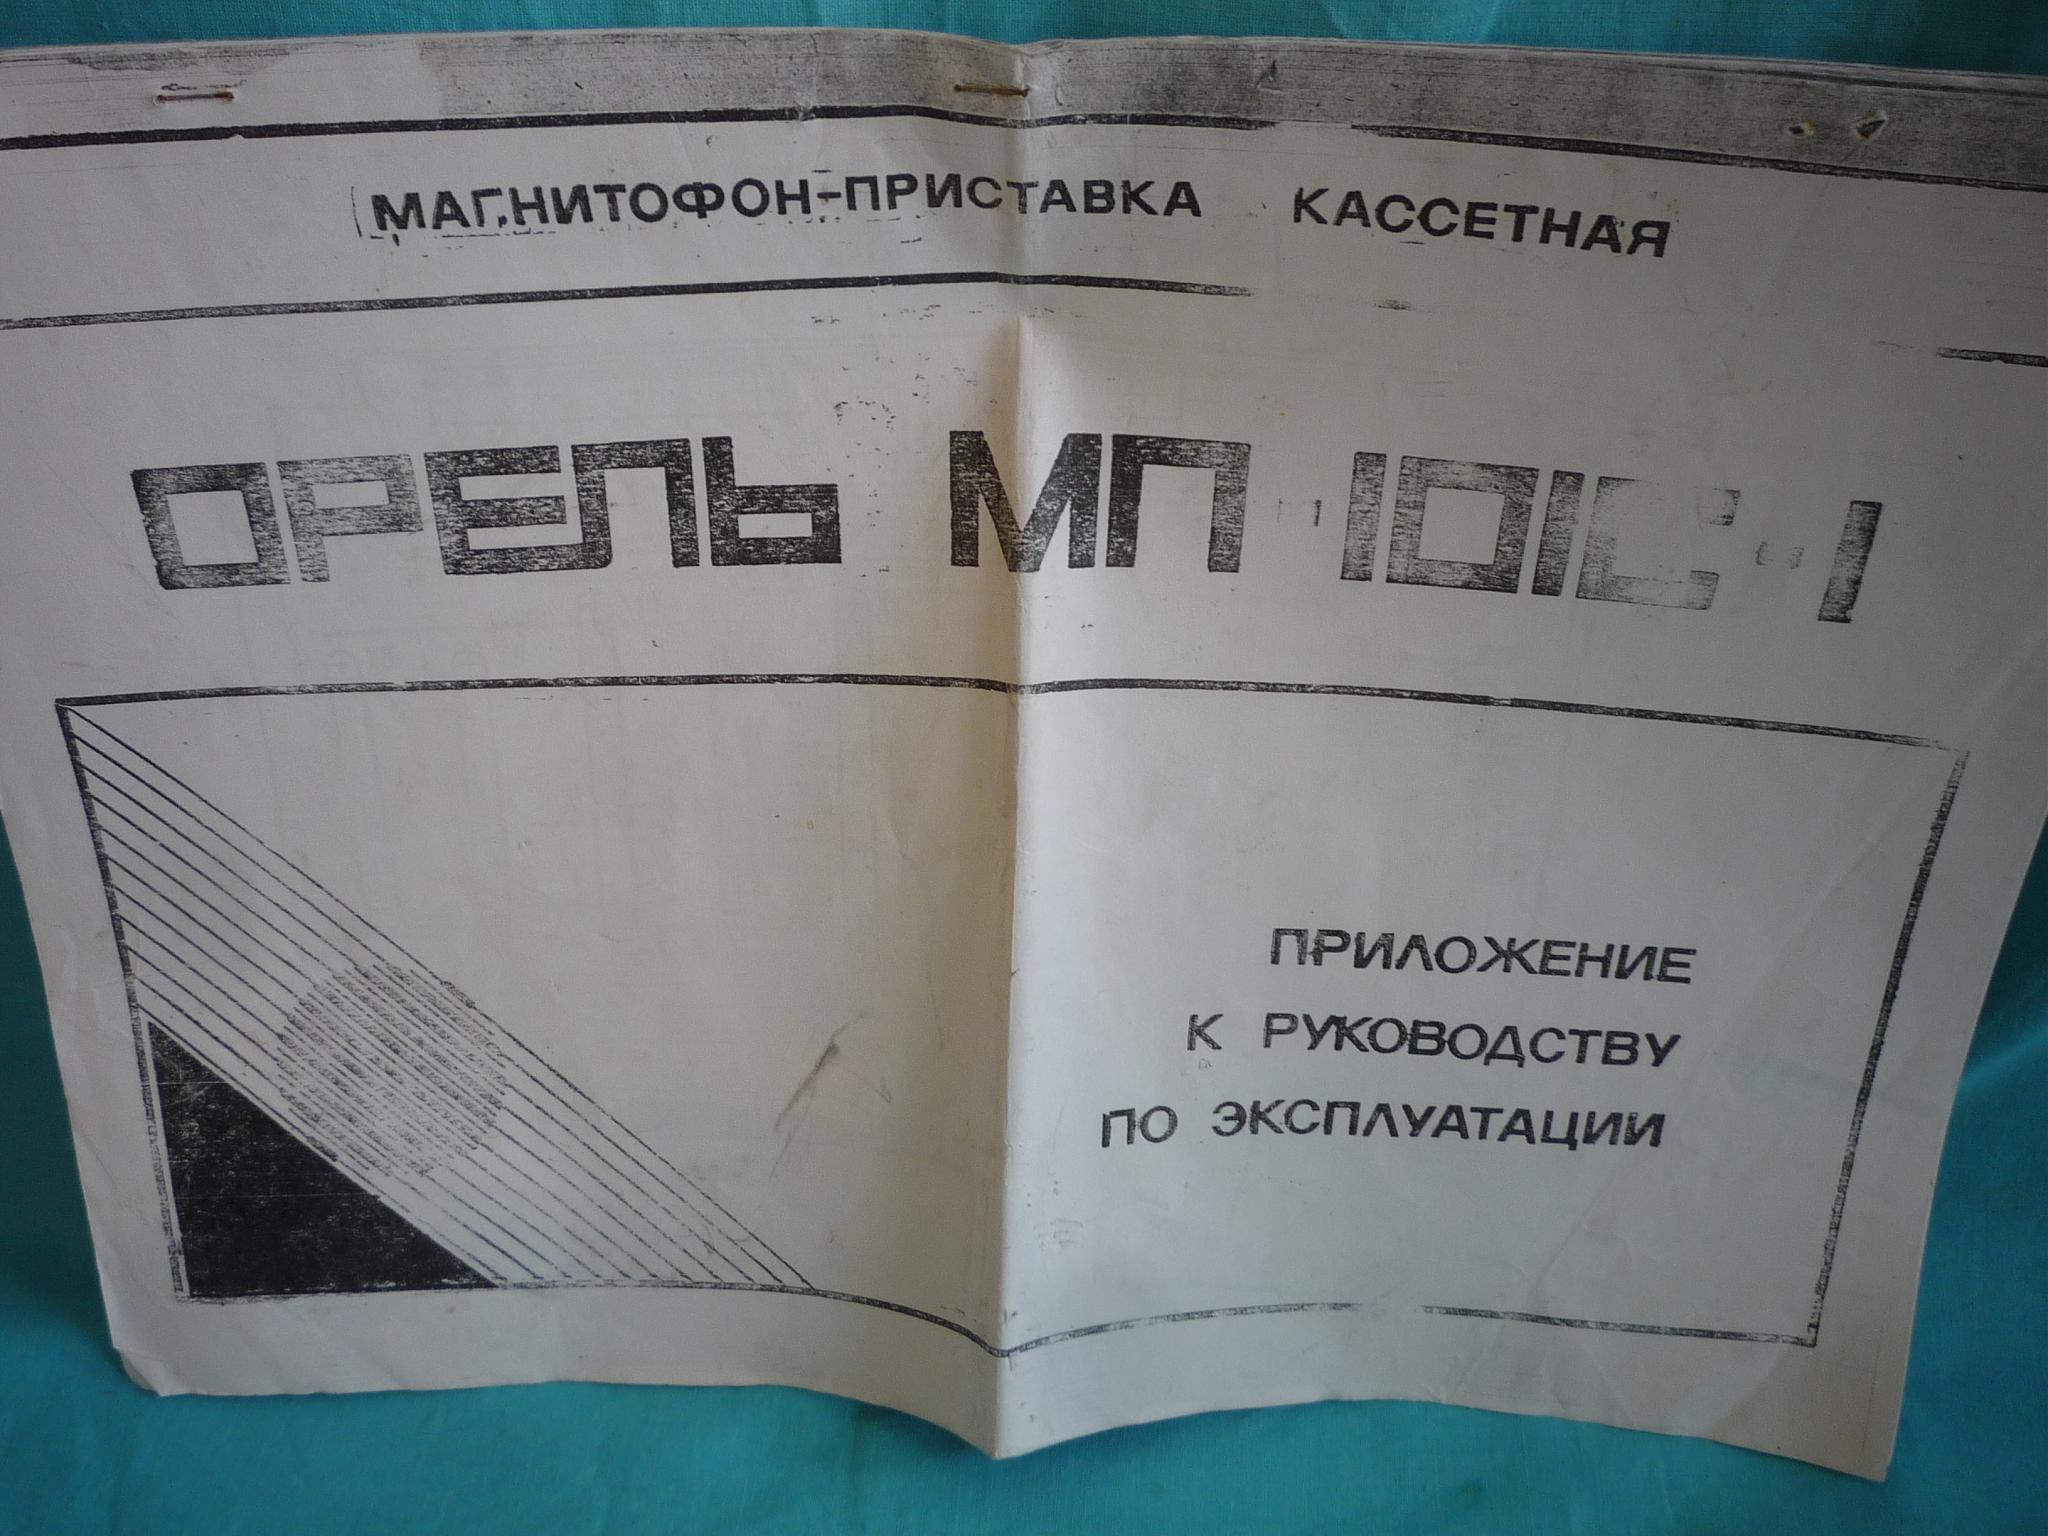 МАГНИТОФОН-ПРИСТАВКА КАССЕТНАЯ
ОРЕЛЬ МП-101С-1
ПРИЛОЖЕНИЕ
К РУКОВОДСТВУ
ПО ЭКСПЛУАТАЦИИ